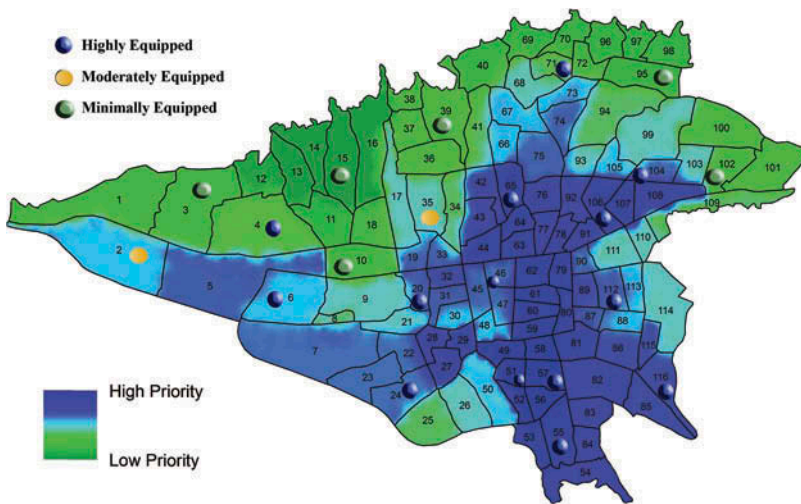 Highly Equipped
Moderately Equipped
Minimally Equipped
High Priority
Low Priority
69 70 96 97 98
40 71 72 95
68
38 39 67 73 94
37 41 74 99 100
14 16 66
12 13 15 36 75 93 105 104 103 102 101
1 3 17 35 34 42 65 76 92 106 107 108 109
4 11 18 43 64 77 78 91 110
2 10 19 33 44 63 90 111
5 6 9 20 32 45 46 62 79 89 112 113 114
8 21 31 30 47 61 60 80 87 88
7 22 28 29 48 59 58 81 86 115
23 24 27 49 51 57 82 116
25 26 50 52 56 83 85
53 55 84
54